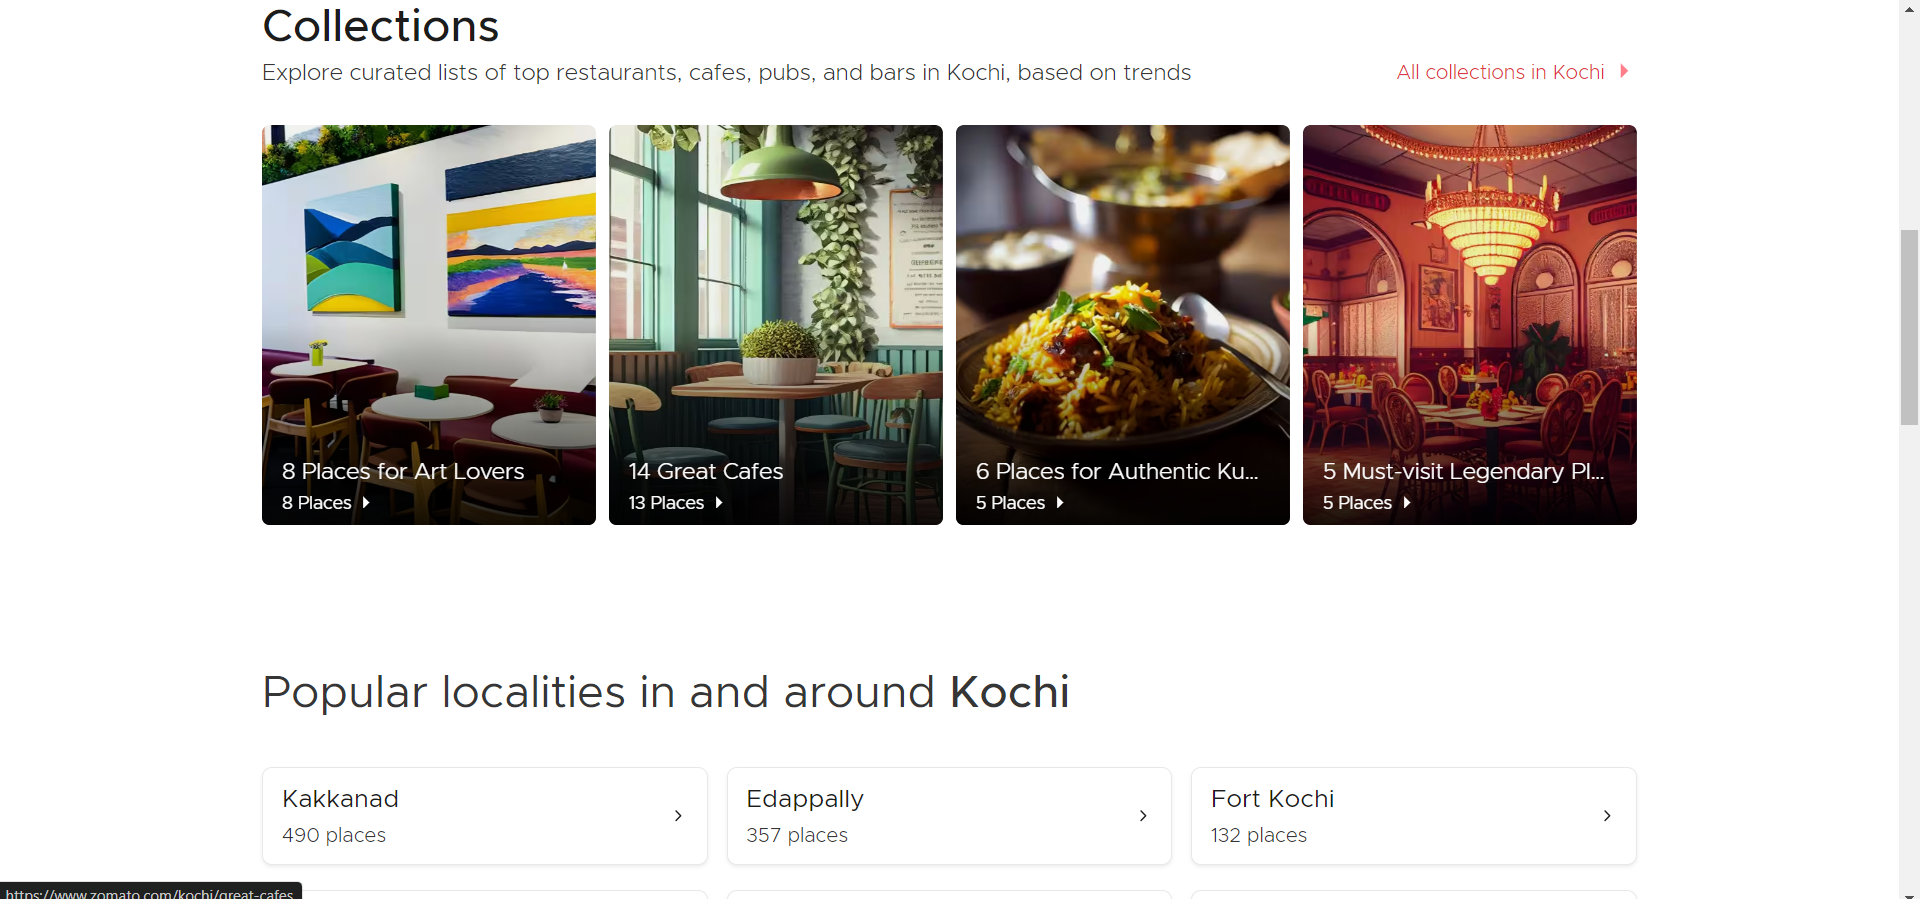 Collections
Explore curated lists of top restaurants, cafes, pubs, and bars in Kochi, based on trends
All collections in Kochi
8 Places for Art Lovers
8 Places
14 Great Cafes
13 Places
6 Places for Authentic Ku...
5 Places
5 Must-visit Legendary Pl...
5 Places
Popular localities in and around Kochi
Kakkanad
490 places
Edappally
357 places
Fort Kochi
132 places
https://www.zomato.com/kochi/great-cafes